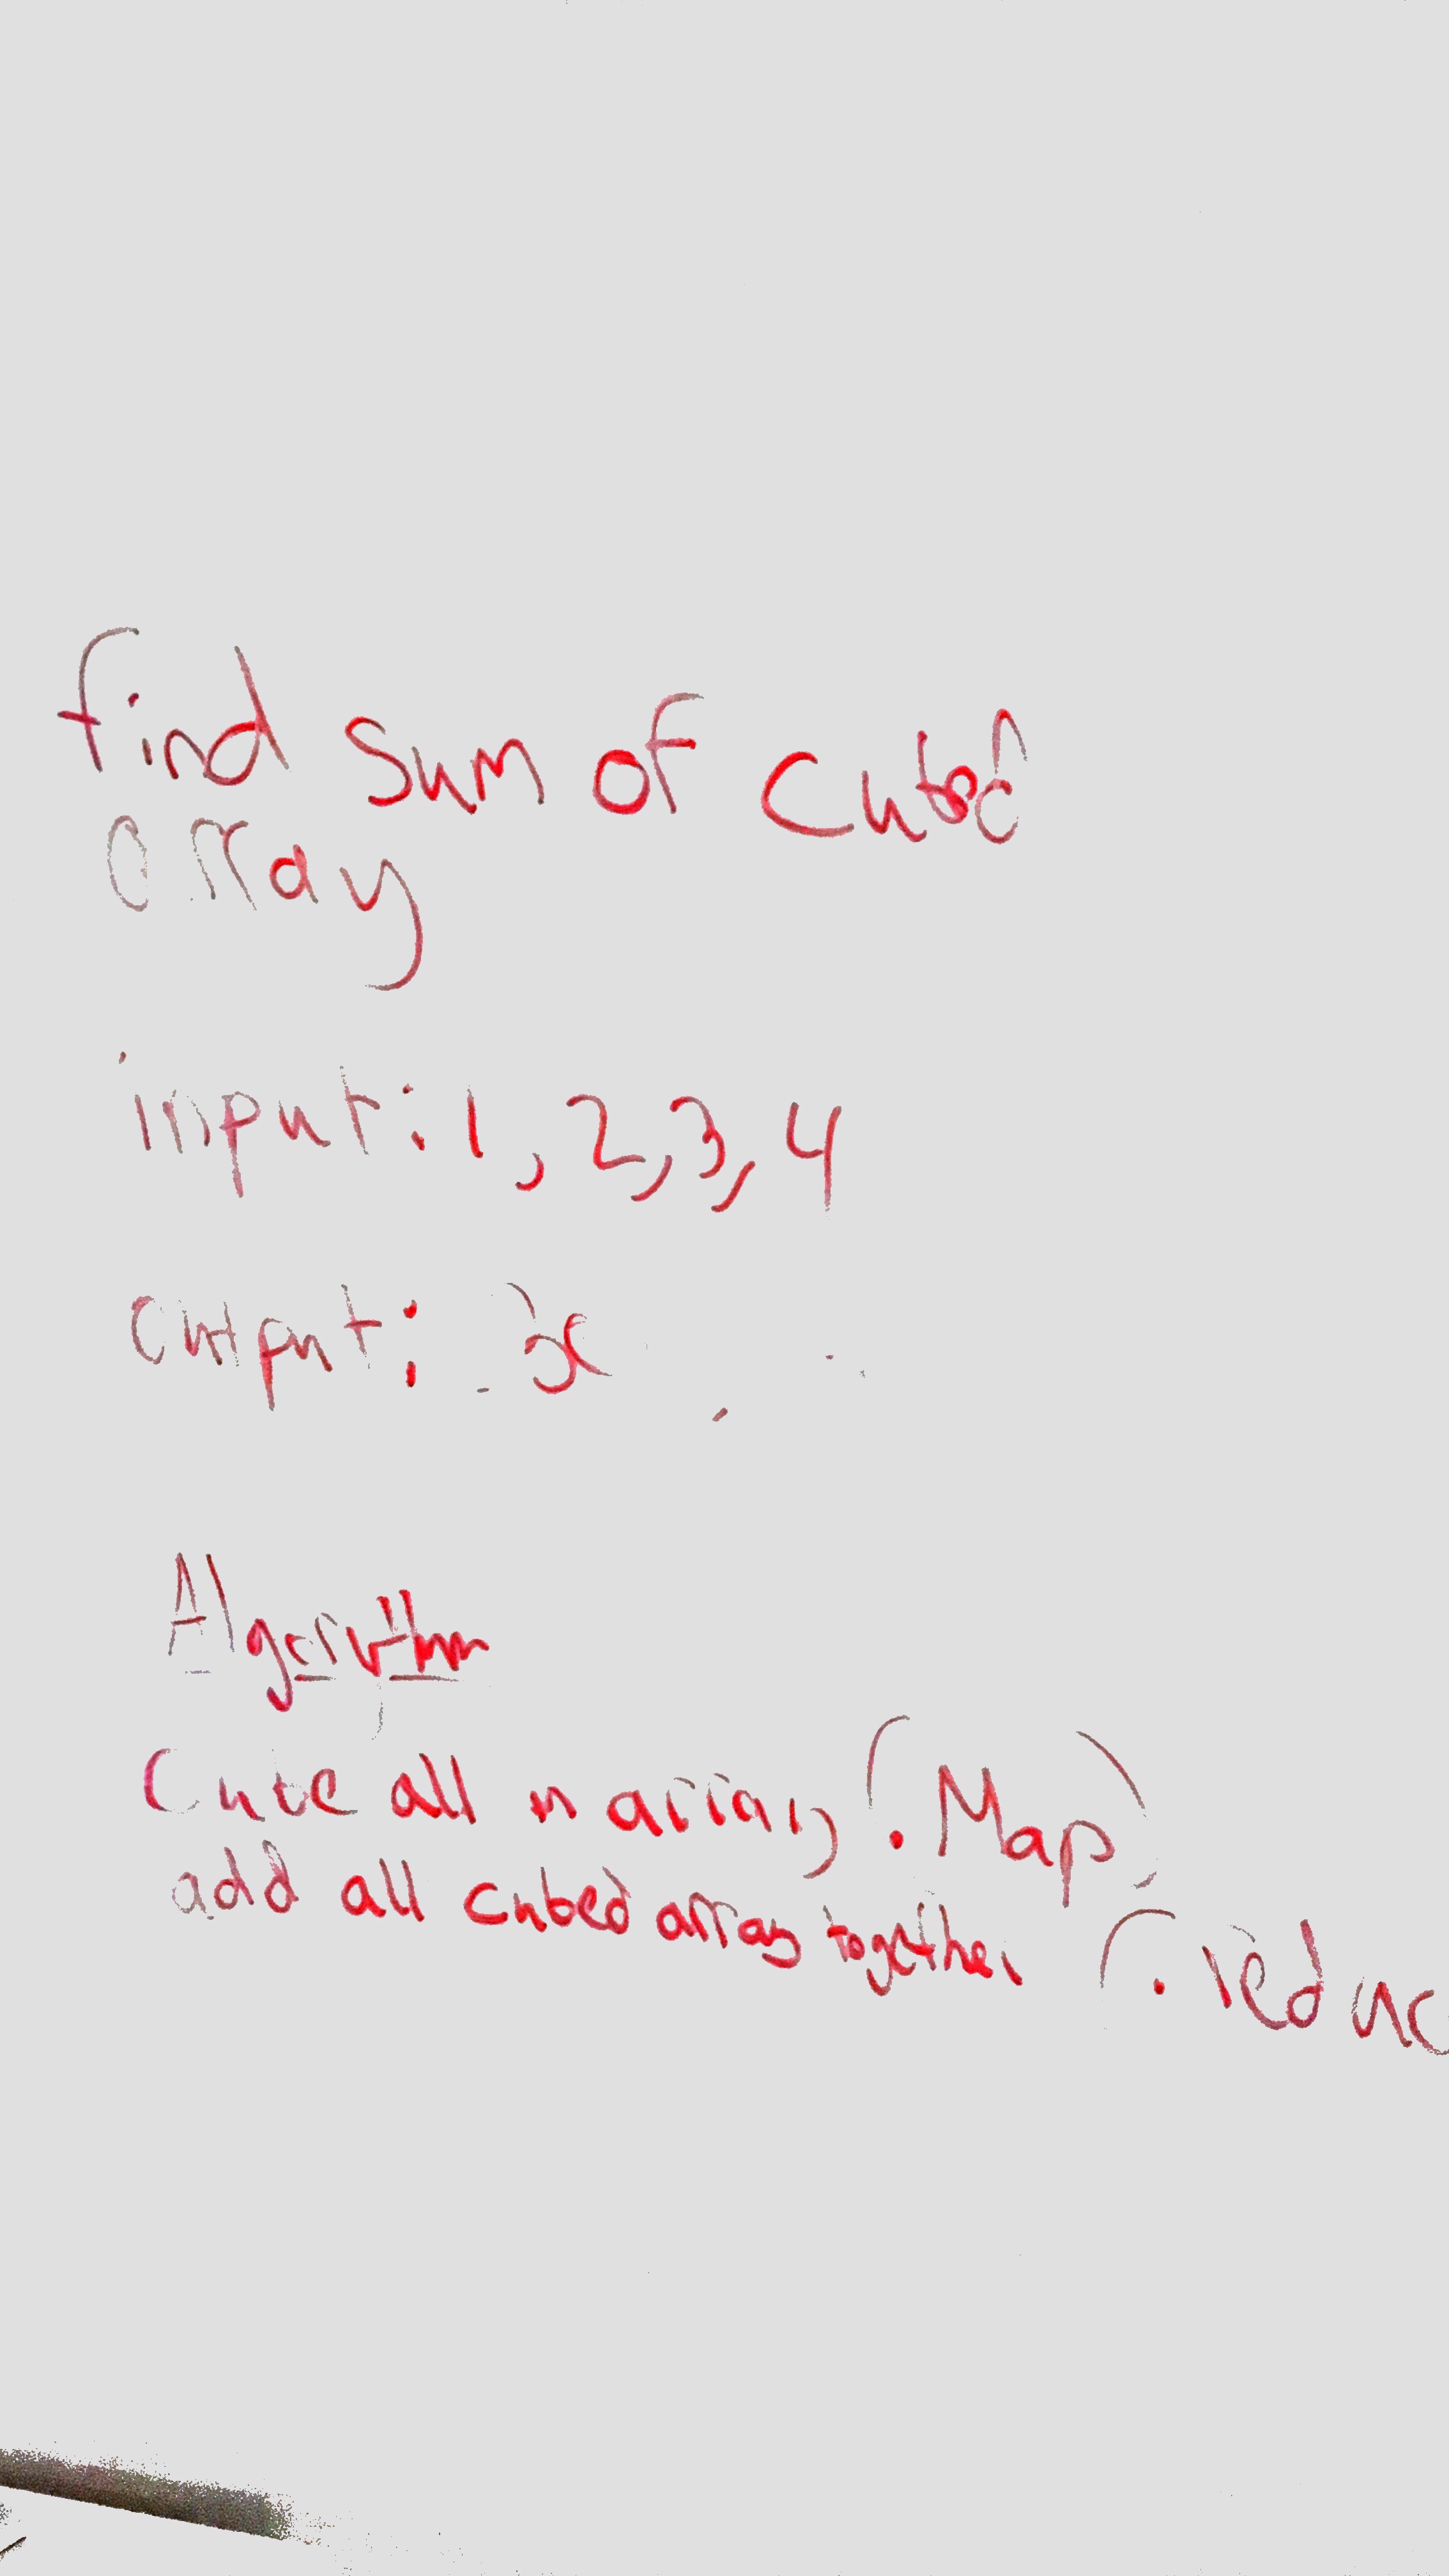 find sum of cubed
array
input: 1, 2, 3, 4
output: x
Algorithm
Cube all in array (.Map)
add all cubed array together (.reduc